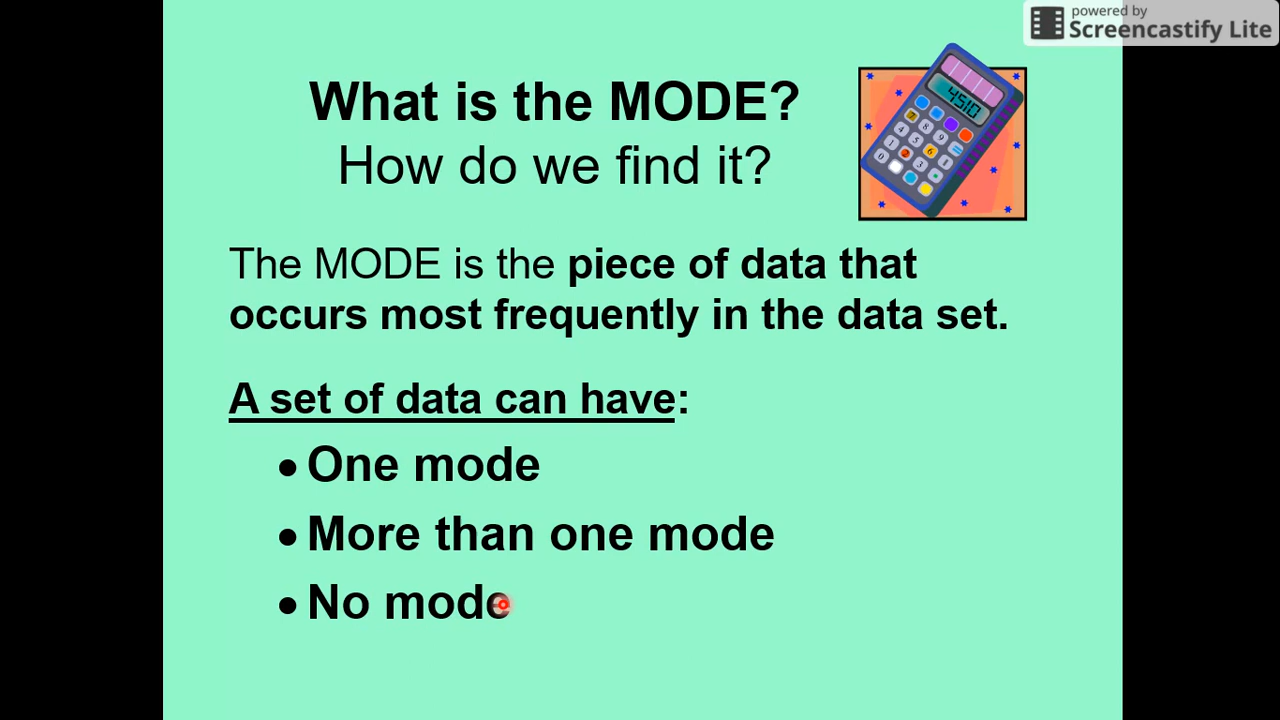 powered by
Screencastify Lite
What is the MODE?
How do we find it?
4510
The MODE is the piece of data that
occurs most frequently in the data set.
A set of data can have:
• One mode
• More than one mode
• No mode